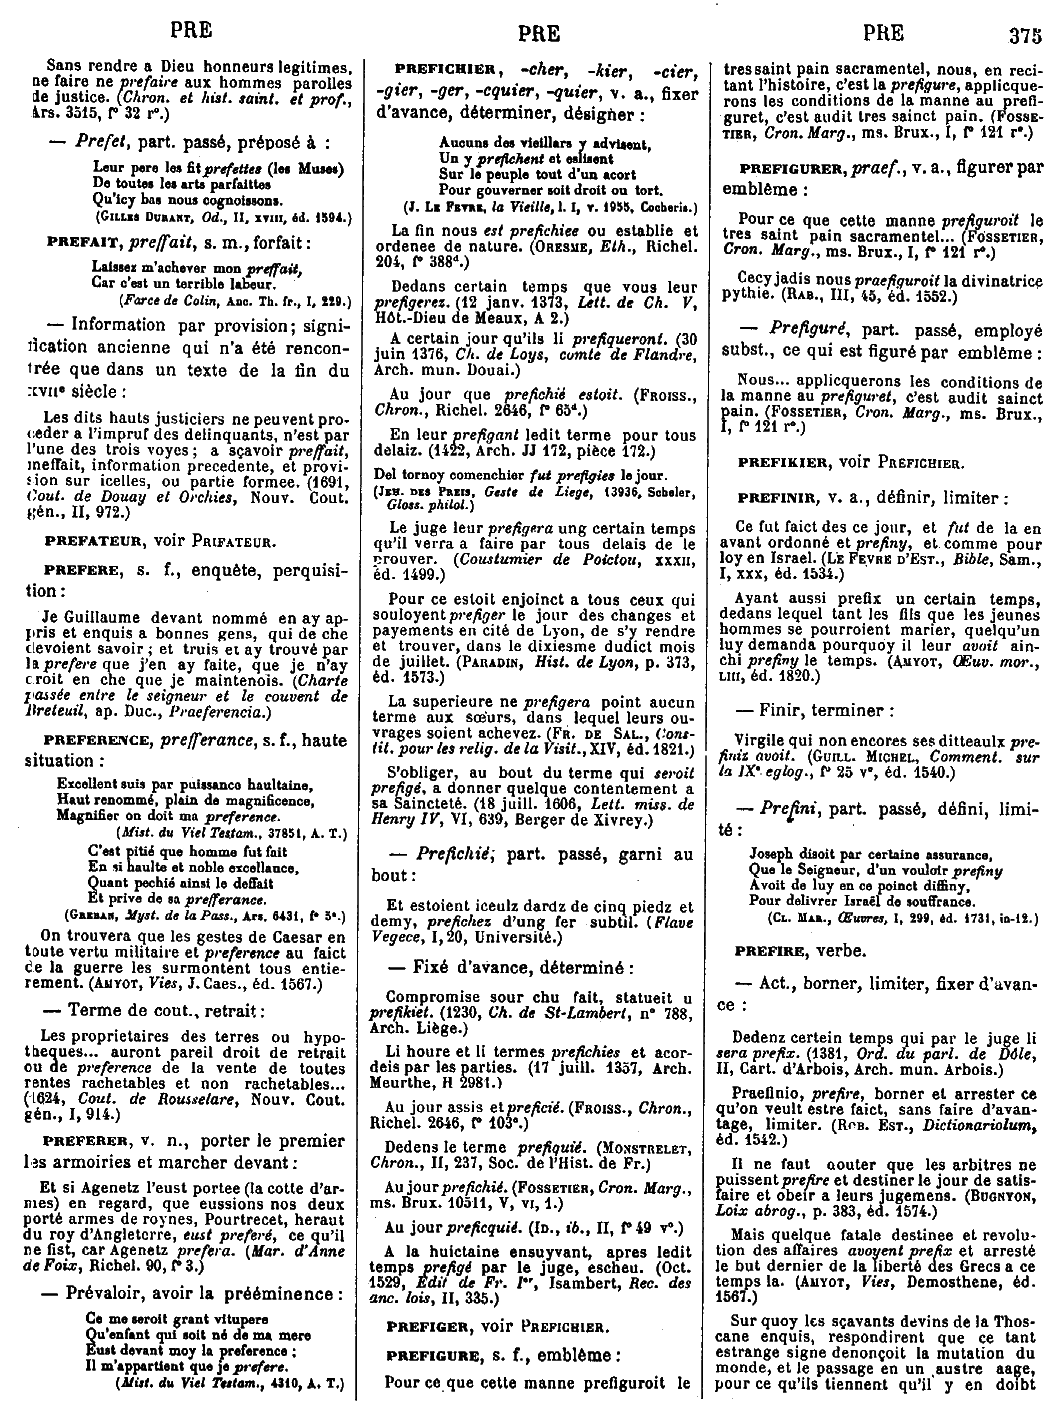 PRE
PRE
PRE
375
Sans rendre a Dieu honneurs legitimes,
ne faire ne prefaire aux hommes parolles
de justice. (Chron. et hist. saint. et prof.,
Ars. 3515, f° 32 r°.)
— Prefet, part. passé, préposé à :
Leur pere les fit prefettes (les Muses)
De toutes les arts parfaittes
Qu'icy bas nous cognoissons.
(GILLES DURANT, Od., II, XVIII, éd. 1594.)
PREFAIT, preffait, s. m., forfait :
Laissez m'achever mon preffait,
Car c'est un terrible labeur.
(Farce de Colin, Anc. Th. fr., I, 229.)
— Information par provision; signi-
fication ancienne qui n'a été rencon-
trée que dans un texte de la fin du
XVII° siècle :
Les dits hauts justiciers ne peuvent pro-
ceder a l'impruf des delinquants, n'est par
l'une des trois voyes; a sçavoir preffait,
meffait, information precedente, et provi-
sion sur icelles, ou partie formee. (1691,
Cout. de Douay et Orchies, Nouv. Cout.
gén., II, 972.)
PREFATEUR, voir PRIFATEUR.
PREFERE, s. f., enquête, perquisi-
tion :
Je Guillaume devant nommé en ay ap-
pris et enquis a bonnes gens, qui de che
devoient savoir; et truis et ay trouvé par
la prefere que j'en ay faite, que je n'ay
croit en che que je maintenois. (Charte
passée entre le seigneur et le couvent de
Breteuil, ap. Duc., Praeferencia.)
PREFERENCE, prefferance, s. f., haute
situation :
Excellent suis par puissance haultaine,
Haut renommé, plain de magnificence,
Magnifier on doit ma preference.
(Mist. du Viel Testam., 37851, A. T.)
C'est pitié que homme fut fait
En si haulte et noble excellance,
Quant pechié ainsi le deffait
Et prive de sa prefferance.
(GREBAN, Myst. de la Pass., Ars. 6431, f° 5°.)
On trouvera que les gestes de Caesar en
toute vertu militaire et preference au faict
de la guerre les surmontent tous entie-
rement. (AMYOT, Vies, J. Caes., éd. 1567.)
— Terme de cout., retrait :
Les proprietaires des terres ou hypo-
theques... auront pareil droit de retrait
ou de preference de la vente de toutes
rentes rachetables et non rachetables...
(1624, Cout. de Rousselare, Nouv. Cout.
gén., I, 914.)
PREFERER, v. n., porter le premier
les armoiries et marcher devant :
Et si Agenetz l'eust portee (la cotte d'ar-
mes) en regard, que eussions nos deux
porté armes de roynes, Pourtrecet, heraut
du roy d'Angleterre, eust preferé, ce qu'il
ne fist, car Agenetz prefera. (Mar. d'Anne
de Foix, Richel. 90, f° 3.)
— Prévaloir, avoir la prééminence :
Ce me seroit grant vitupere
Qu'enfant qui soit né de ma mere
Eust devant moy la preference ;
Il m'appartient que je prefere.
(Mist. du Viel Testam., 4310, A. T.)
PREFICHIER, -cher, -kier, -cier,
-gier, -ger, -cquier, -quier, v. a., fixer
d'avance, déterminer, désigner :
Aucuns des vieillars y advisent,
Un y prefichent et eslisent
Sur le peuple tout d'un acort
Pour gouverner soit droit ou tort.
(J. LE FEVRE, la Vieille, l. I, v. 1955, Cocheris.)
La fin nous est prefichiee ou establie et
ordenee de nature. (ORESME, Eth., Richel.
204, f° 388ᵈ.)
Dedans certain temps que vous leur
prefigerez. (12 janv. 1373, Lett. de Ch. V,
Hôt.-Dieu de Meaux, A 2.)
A certain jour qu'ils li prefiqueront. (30
juin 1376, Ch. de Loys, comte de Flandre,
Arch. mun. Douai.)
Au jour que prefichié estoit. (FROISS.,
Chron., Richel. 2646, f° 65ᵈ.)
En leur prefigant ledit terme pour tous
delaiz. (1422, Arch. JJ 172, pièce 172.)
Del tornoy comenchier fut prefigies le jour.
(JEH. DES PREIS, Geste de Liege, 13936, Scheler,
Gloss. philol.)
Le juge leur prefigera ung certain temps
qu'il verra a faire par tous delais de le
prouver. (Coustumier de Poictou, XXXII,
éd. 1499.)
Pour ce estoit enjoinct a tous ceux qui
souloyent prefiger le jour des changes et
payements en cité de Lyon, de s'y rendre
et trouver, dans le dixiesme dudict mois
de juillet. (PARADIN, Hist. de Lyon, p. 373,
éd. 1573.)
La superieure ne prefigera point aucun
terme aux sœurs, dans lequel leurs ou-
vrages soient achevez. (FR. DE SAL., Cons-
tit. pour les relig. de la Visit., XIV, éd. 1821.)
S'obliger, au bout du terme qui seroit
prefigé, a donner quelque contentement a
sa Saincteté. (18 juill. 1606, Lett. miss. de
Henry IV, VI, 639, Berger de Xivrey.)
— Prefichié; part. passé, garni au
bout :
Et estoient iceulz dardz de cinq piedz et
demy, prefichez d'ung fer subtil. (Flave
Vegece, I, 20, Université.)
— Fixé d'avance, déterminé :
Compromise sour chu fait, statueit u
prefikiét. (1230, Ch. de St-Lambert, n° 788,
Arch. Liège.)
Li houre et li termes prefichies et acor-
deis par les parties. (17 juill. 1357, Arch.
Meurthe, H 2981.)
Au jour assis et preficié. (FROISS., Chron.,
Richel. 2646, f° 103°.)
Dedens le terme prefiquié. (MONSTRELET,
Chron., II, 237, Soc. de l'Hist. de Fr.)
Au jour prefichié. (FOSSETIER, Cron. Marg.,
ms. Brux. 10511, V, VI, 1.)
Au jour preficquié. (ID., ib., II, f° 49 v°.)
A la huictaine ensuyvant, apres ledit
temps prefigé par le juge, escheu. (Oct.
1529, Edit de Fr. Iᵉʳ, Isambert, Rec. des
anc. lois, II, 335.)
PREFIGER, voir PREFICHIER.
PREFIGURE, s. f., emblème :
Pour ce que cette manne prefiguroit le
tressaint pain sacramentel, nous, en reci-
tant l'histoire, c'est la prefigure, applicque-
rons les conditions de la manne au prefi-
guret, c'est audit tres sainct pain. (FOSSE-
TIER, Cron. Marg., ms. Brux., I, f° 121 r°.)
PREFIGURER, praef., v. a., figurer par
emblème :
Pour ce que cette manne prefiguroit le
tres saint pain sacramentel... (FOSSETIER,
Cron. Marg., ms. Brux., I, f° 121 r°.)
Cecy jadis nous praefiguroit la divinatrice
pythie. (RAB., III, 45, éd. 1552.)
— Prefiguré, part. passé, employé
subst., ce qui est figuré par emblème :
Nous... applicquerons les conditions de
la manne au prefiguret, c'est audit sainct
pain. (FOSSETIER, Cron. Marg., ms. Brux.,
I, f° 121 r°.)
PREFIKIER, voir PREFICHIER.
PREFINIR, v. a., définir, limiter :
Ce fut faict des ce jour, et fut de la en
avant ordonné et prefiny, et comme pour
loy en Israel. (LE FEVRE D'EST., Bible, Sam.,
I, XXX, éd. 1534.)
Ayant aussi prefix un certain temps,
dedans lequel tant les fils que les jeunes
hommes se pourroient marier, quelqu'un
luy demanda pourquoy il leur avoit ain-
chi prefiny le temps. (AMYOT, Œuv. mor.,
LIII, éd. 1820.)
— Finir, terminer :
Virgile qui non encores ses ditteaulx pre-
finiz avoit. (GUILL. MICHEL, Comment. sur
la IXᵉ eglog., f° 25 v°, éd. 1540.)
— Prefini, part. passé, défini, limi-
té :
Joseph disoit par certaine assurance,
Que le Seigneur, d'un vouloir prefiny
Avoit de luy en ce poinct diffiny,
Pour delivrer Israël de souffrance.
(CL. MAR., Œuvres, I, 299, éd. 1731, in-12.)
PREFIRE, verbe.
— Act., borner, limiter, fixer d'avan-
ce :
Dedenz certein temps qui par le juge li
sera prefix. (1381, Ord. du parl. de Dôle,
II, Cart. d'Arbois, Arch. mun. Arbois.)
Praefinio, prefire, borner et arrester ce
qu'on veult estre faict, sans faire d'avan-
tage, limiter. (ROB. EST., Dictionariolum,
éd. 1542.)
Il ne faut douter que les arbitres ne
puissent prefire et destiner le jour de satis-
faire et obeir a leurs jugemens. (BUGNYON,
Loix abrog., p. 383, éd. 1574.)
Mais quelque fatale destinee et revolu-
tion des affaires avoyent prefix et arresté
le but dernier de la liberté des Grecs a ce
temps la. (AMYOT, Vies, Demosthene, éd.
1567.)
Sur quoy les sçavants devins de la Thos-
cane enquis, respondirent que ce tant
estrange signe denonçoit la mutation du
monde, et le passage en un austre aage,
pour ce qu'ils tiennent qu'il y en doibt